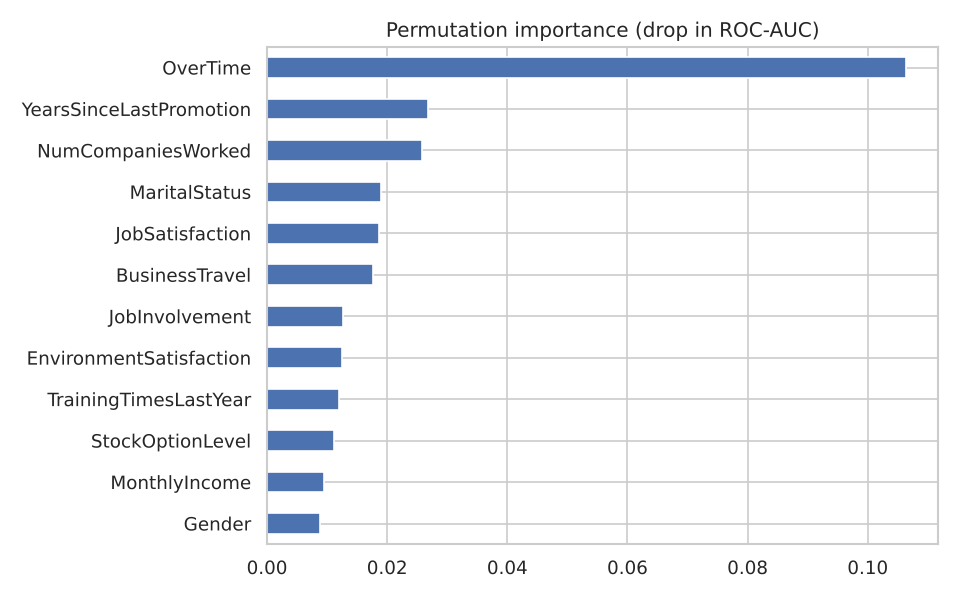 Permutation importance (drop in ROC-AUC)
OverTime
YearsSinceLastPromotion
NumCompaniesWorked
MaritalStatus
JobSatisfaction
BusinessTravel
JobInvolvement
EnvironmentSatisfaction
TrainingTimesLastYear
StockOptionLevel
MonthlyIncome
Gender
0.00 0.02 0.04 0.06 0.08 0.10